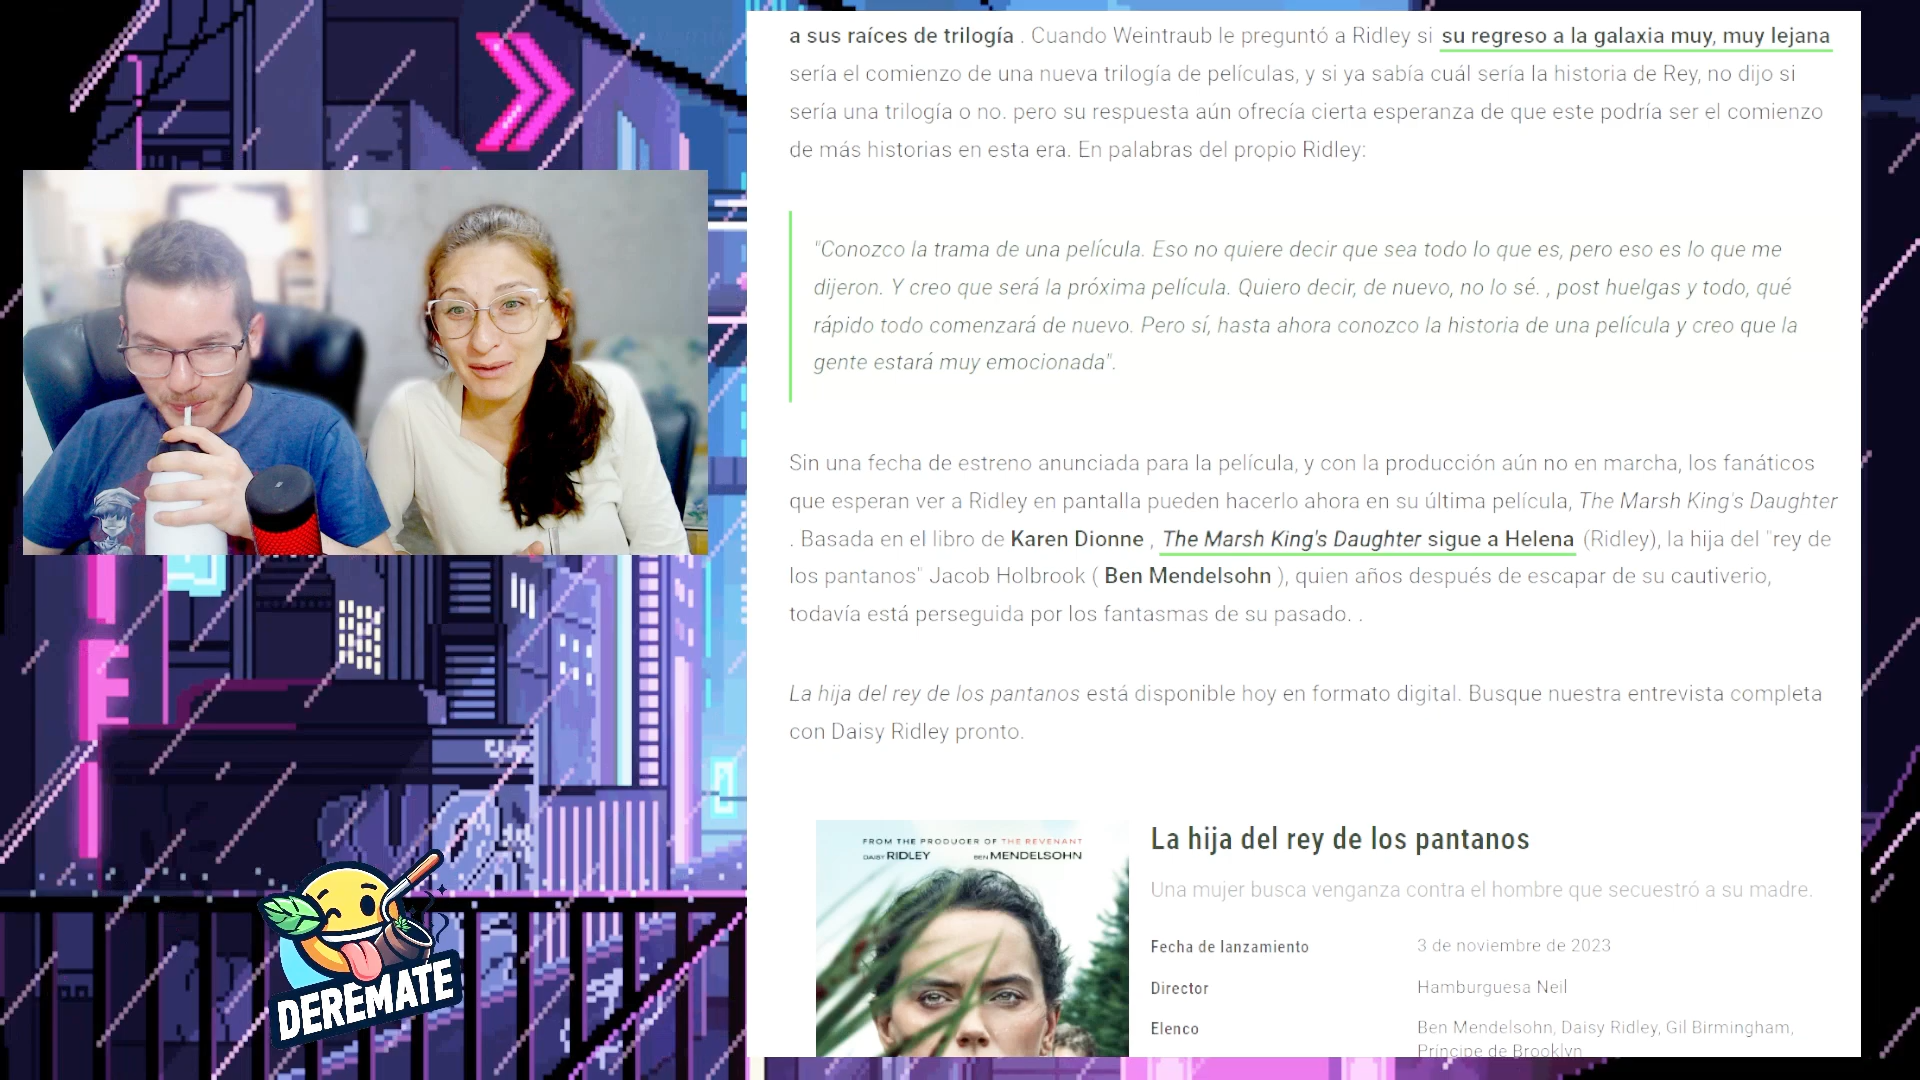 a sus raíces de trilogía . Cuando Weintraub le preguntó a Ridley si su regreso a la galaxia muy, muy lejana
sería el comienzo de una nueva trilogía de películas, y si ya sabía cuál sería la historia de Rey, no dijo si
sería una trilogía o no. pero su respuesta aún ofrecía cierta esperanza de que este podría ser el comienzo
de más historias en esta era. En palabras del propio Ridley:
"Conozco la trama de una película. Eso no quiere decir que sea todo lo que es, pero eso es lo que me
dijeron. Y creo que será la próxima película. Quiero decir, de nuevo, no lo sé. , post huelgas y todo, qué
rápido todo comenzará de nuevo. Pero sí, hasta ahora conozco la historia de una película y creo que la
gente estará muy emocionada".
Sin una fecha de estreno anunciada para la película, y con la producción aún no en marcha, los fanáticos
que esperan ver a Ridley en pantalla pueden hacerlo ahora en su última película, The Marsh King's Daughter
. Basada en el libro de Karen Dionne , The Marsh King's Daughter sigue a Helena (Ridley), la hija del "rey de
los pantanos" Jacob Holbrook ( Ben Mendelsohn ), quien años después de escapar de su cautiverio,
todavía está perseguida por los fantasmas de su pasado. .
La hija del rey de los pantanos está disponible hoy en formato digital. Busque nuestra entrevista completa
con Daisy Ridley pronto.
FROM THE PRODUCER OF THE REVENANT
DAISY RIDLEY BEN MENDELSOHN
La hija del rey de los pantanos
Una mujer busca venganza contra el hombre que secuestró a su madre.
Fecha de lanzamiento 3 de noviembre de 2023
Director Hamburguesa Neil
Elenco Ben Mendelsohn, Daisy Ridley, Gil Birmingham,
Príncipe de Brooklyn
DEREMATE